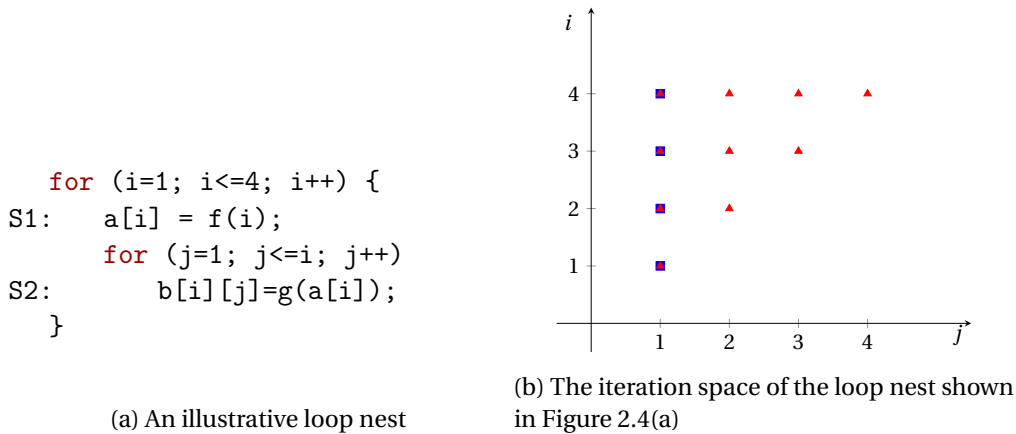 for (i=1; i<=4; i++) {
S1: a[i] = f(i);
for (j=1; j<=i; j++)
S2: b[i][j]=g(a[i]);
}
(a) An illustrative loop nest
i
4
3
2
1
1 2 3 4 j
(b) The iteration space of the loop nest shown
in Figure 2.4(a)